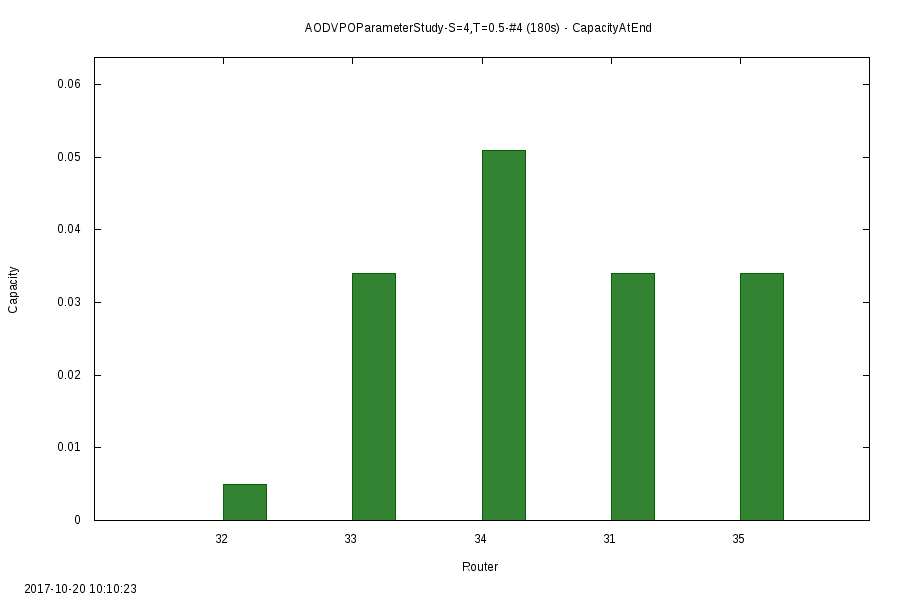 AODVPOParameterStudy-S=4,T=0.5-#4 (180s) - CapacityAtEnd
0.06
0.05
0.04
0.03
0.02
0.01
0
Capacity
32 33 34 31 35
Router
2017-10-20 10:10:23